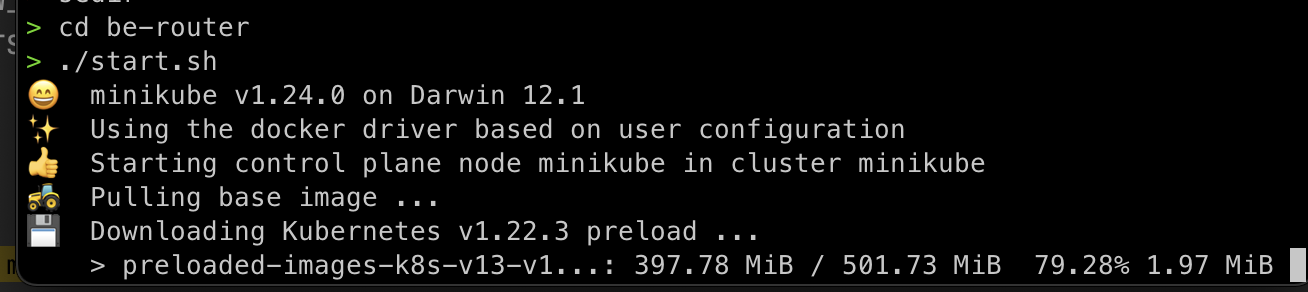 > cd be-router
> ./start.sh
😄 minikube v1.24.0 on Darwin 12.1
✨ Using the docker driver based on user configuration
👍 Starting control plane node minikube in cluster minikube
🚜 Pulling base image ...
💾 Downloading Kubernetes v1.22.3 preload ...
> preloaded-images-k8s-v13-v1...: 397.78 MiB / 501.73 MiB 79.28% 1.97 MiB